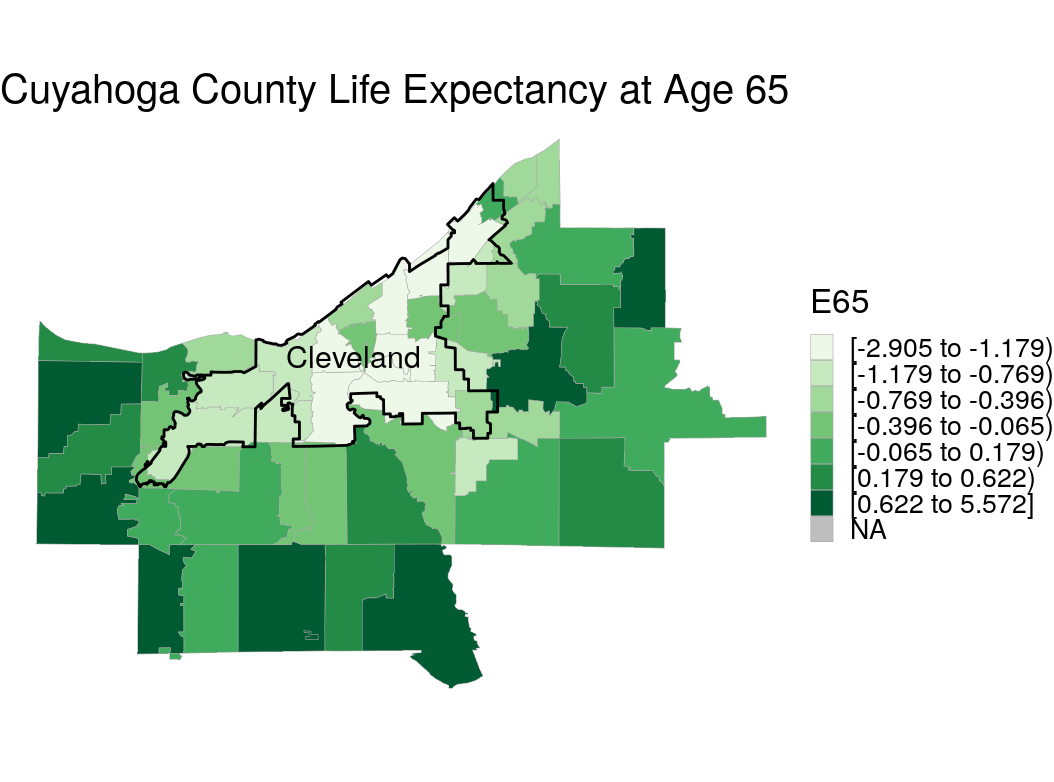 Cuyahoga County Life Expectancy at Age 65
Cleveland
E65
[-2.905 to -1.179)
[-1.179 to -0.769)
[-0.769 to -0.396)
[-0.396 to -0.065)
[-0.065 to 0.179)
[0.179 to 0.622)
[0.622 to 5.572]
NA